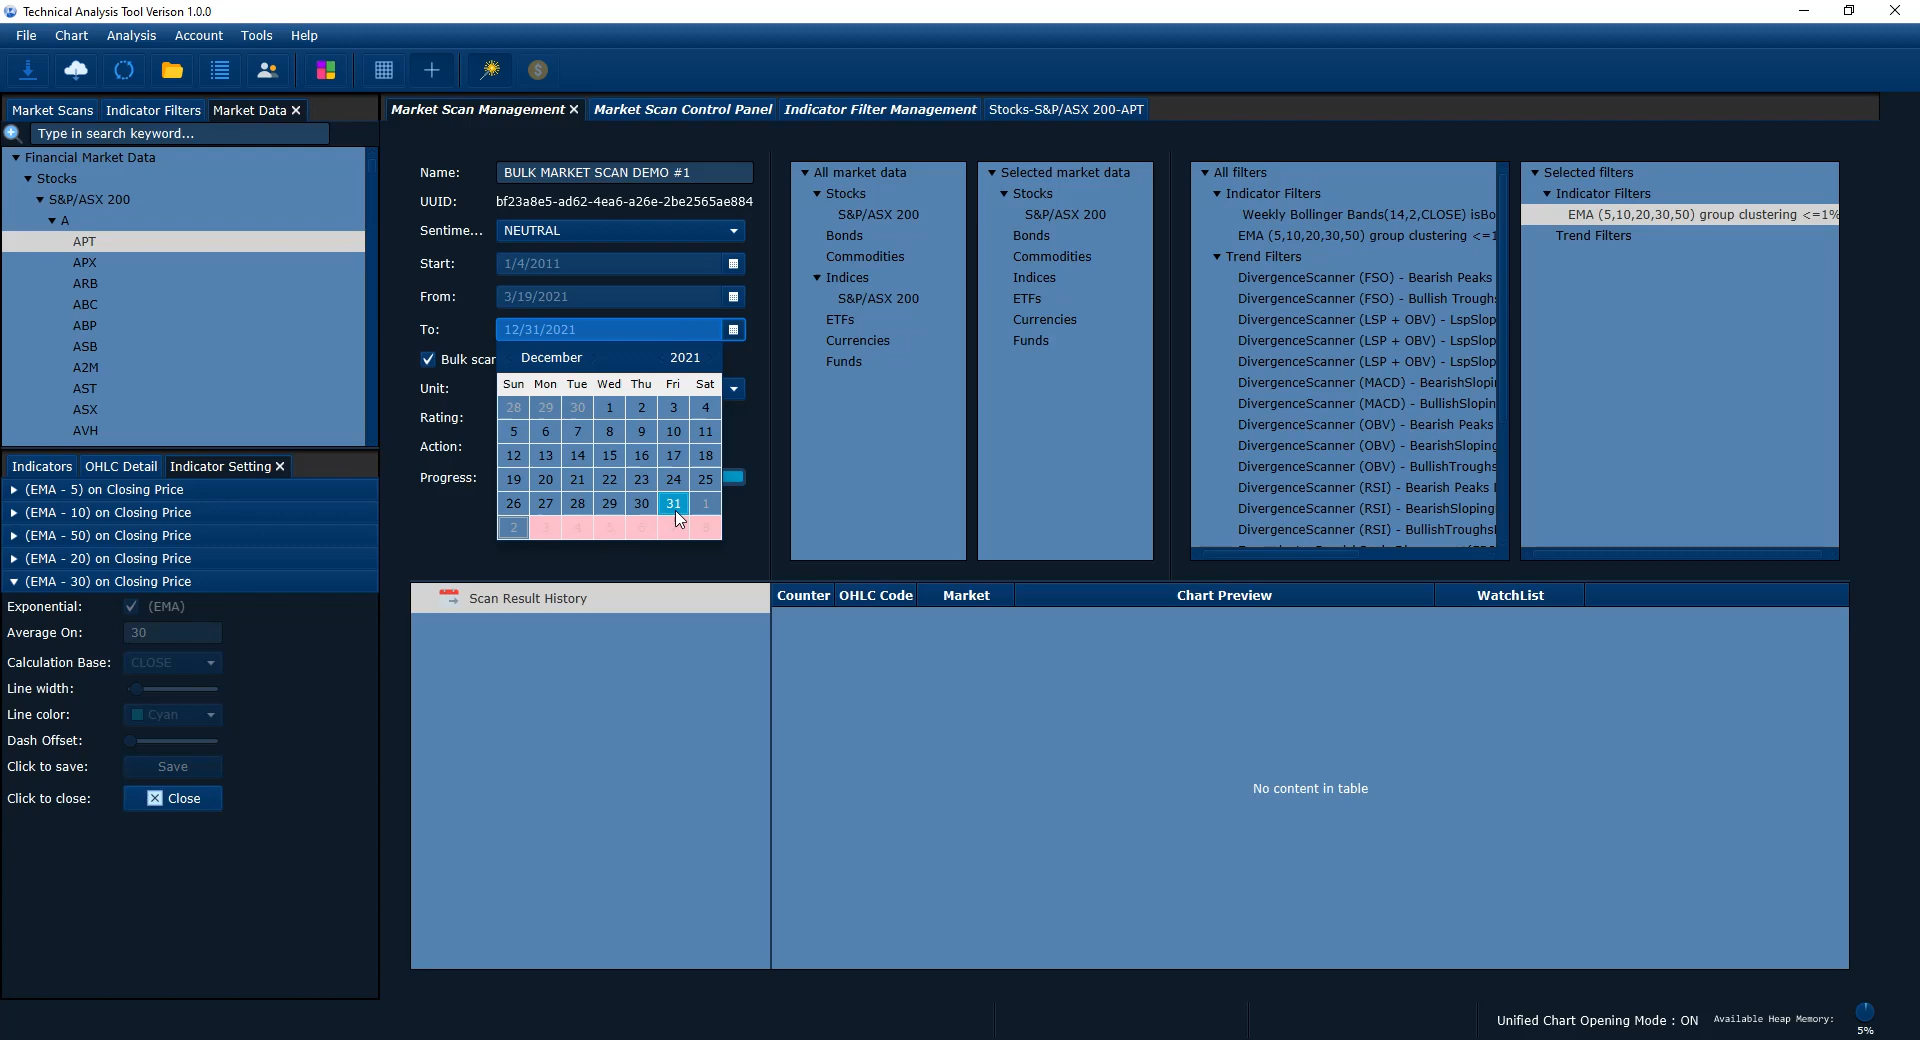 Technical Analysis Tool Verison 1.0.0
File Chart Analysis Account Tools Help
Market Scans Indicator Filters Market Data
Type in search keyword...
Financial Market Data
Stocks
S&P/ASX 200
A
APT
APX
ARB
ABC
ABP
ASB
A2M
AST
ASX
AVH
Indicators OHLC Detail Indicator Setting
(EMA - 5) on Closing Price
(EMA - 10) on Closing Price
(EMA - 50) on Closing Price
(EMA - 20) on Closing Price
(EMA - 30) on Closing Price
Exponential: (EMA)
Average On: 30
Calculation Base: CLOSE
Line width:
Line color: Cyan
Dash Offset:
Click to save: Save
Click to close: Close
Market Scan Management Market Scan Control Panel Indicator Filter Management Stocks-S&P/ASX 200-APT
Name: BULK MARKET SCAN DEMO #1
UUID: bf23a8e5-ad62-4ea6-a26e-2be2565ae884
Sentime... NEUTRAL
Start: 1/4/2011
From: 3/19/2021
To: 12/31/2021
Bulk scan
Unit:
Rating:
Action:
Progress:
December 2021
Sun Mon Tue Wed Thu Fri Sat
28 29 30 1 2 3 4
5 6 7 8 9 10 11
12 13 14 15 16 17 18
19 20 21 22 23 24 25
26 27 28 29 30 31 1
2 3 4 5 6 8
All market data
Stocks
S&P/ASX 200
Bonds
Commodities
Indices
S&P/ASX 200
ETFs
Currencies
Funds
Selected market data
Stocks
S&P/ASX 200
Bonds
Commodities
Indices
ETFs
Currencies
Funds
All filters
Indicator Filters
Weekly Bollinger Bands(14,2,CLOSE) isBo
EMA (5,10,20,30,50) group clustering <=1
Trend Filters
DivergenceScanner (FSO) - Bearish Peaks
DivergenceScanner (FSO) - Bullish Troughs
DivergenceScanner (LSP + OBV) - LspSlop
DivergenceScanner (LSP + OBV) - LspSlop
DivergenceScanner (LSP + OBV) - LspSlop
DivergenceScanner (MACD) - BearishSlopi
DivergenceScanner (MACD) - BullishSlopin
DivergenceScanner (OBV) - Bearish Peaks
DivergenceScanner (OBV) - BearishSloping
DivergenceScanner (OBV) - BullishTroughs
DivergenceScanner (RSI) - Bearish Peaks
DivergenceScanner (RSI) - BearishSloping
DivergenceScanner (RSI) - BullishTroughs
Selected filters
Indicator Filters
EMA (5,10,20,30,50) group clustering <=1%
Trend Filters
Scan Result History
Counter OHLC Code Market Chart Preview WatchList
No content in table
Unified Chart Opening Mode : ON Available Heap Memory:
5%